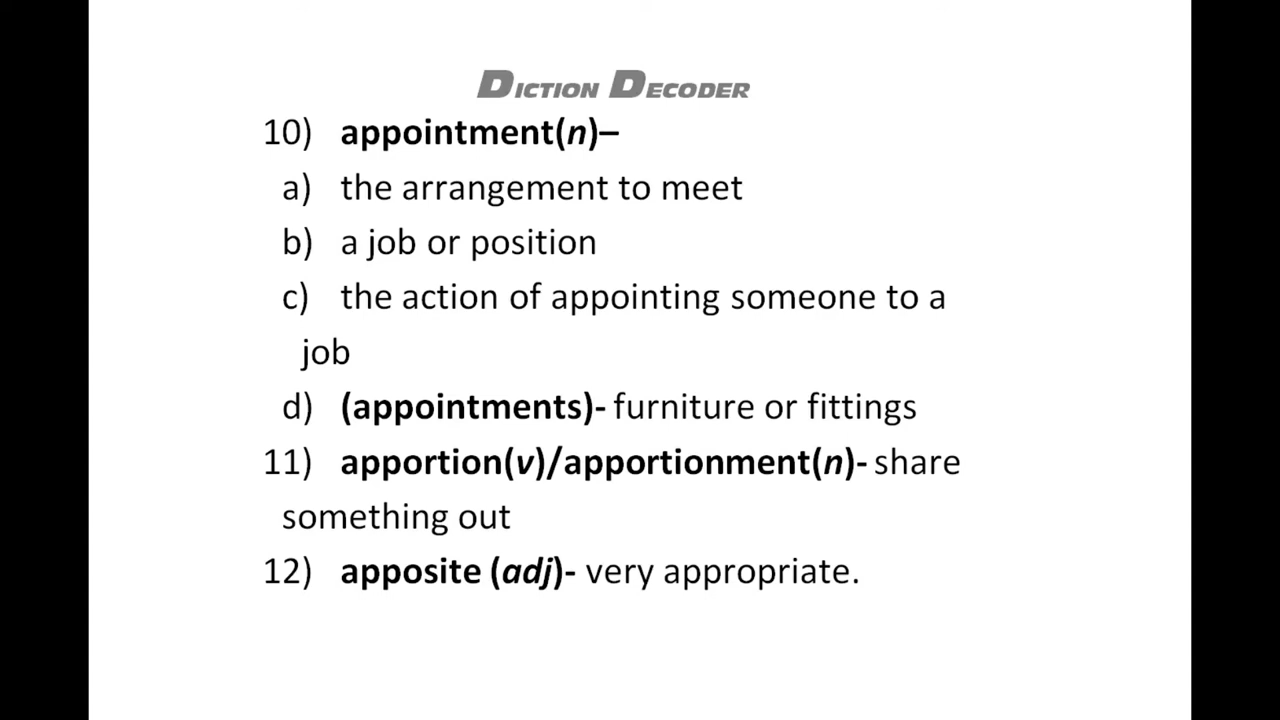 DICTION DECODER
10) appointment(n)–
a) the arrangement to meet
b) a job or position
c) the action of appointing someone to a
job
d) (appointments)- furniture or fittings
11) apportion(v)/apportionment(n)- share
something out
12) apposite (adj)- very appropriate.